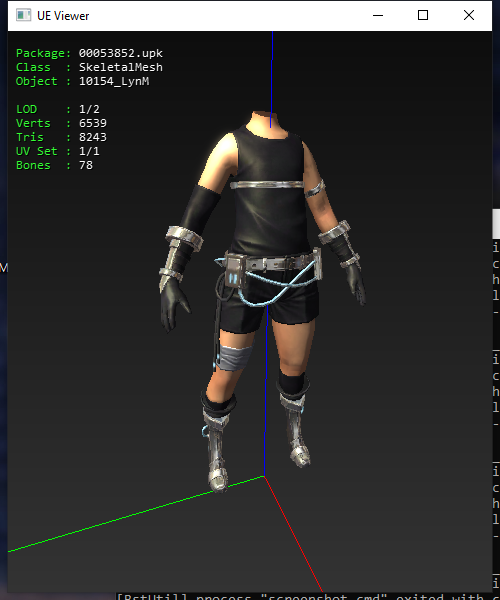 UE Viewer
Package: 00053852.upk
Class : SkeletalMesh
Object : 10154_LynM
LOD : 1/2
Verts : 6539
Tris : 8243
UV Set : 1/1
Bones : 78
M
i
c
h
l
-
i
c
h
l
-
i
c
h
l
-
i
[BstUtil] process "screenshot.cmd" exited with c